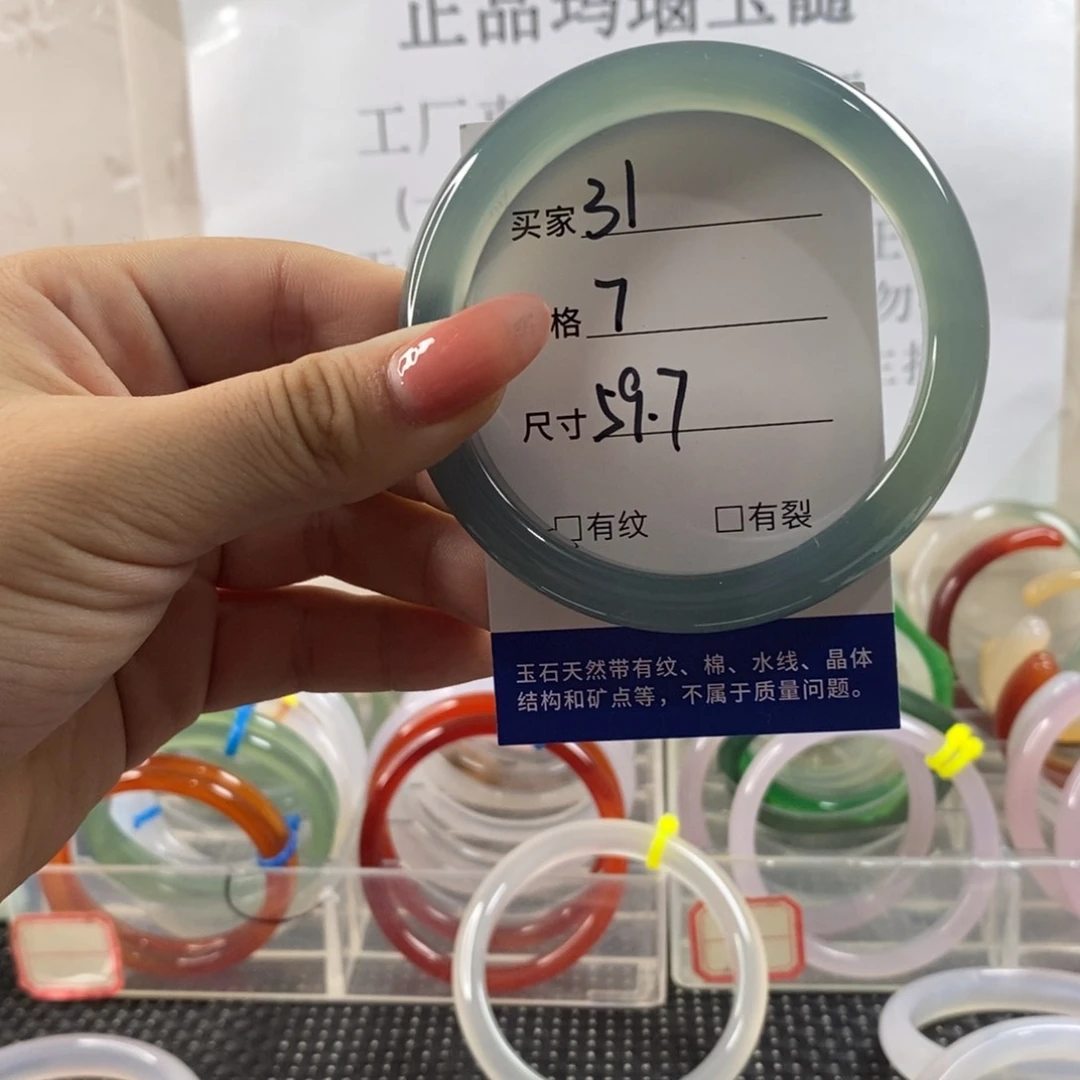 正品玛瑙玉髓
工厂
买家 31
格 7
尺寸 59.7
□有纹 □有裂
玉石天然带有纹、棉、水线、晶体
结构和矿点等，不属于质量问题。
勿